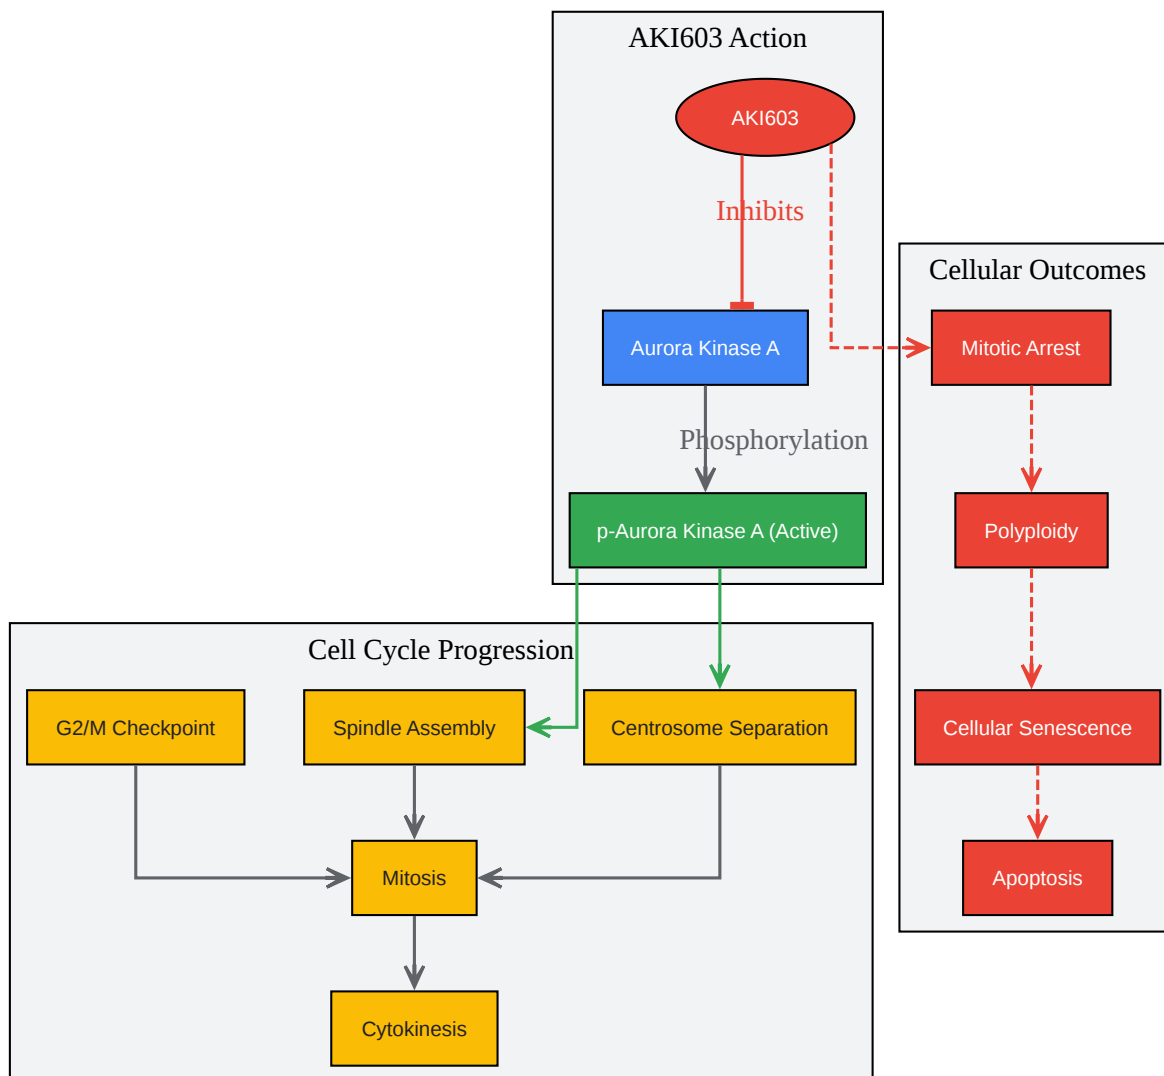 AKI603 Action
AKI603
Inhibits
Cellular Outcomes
Aurora Kinase A
Mitotic Arrest
Phosphorylation
p-Aurora Kinase A (Active)
Polyploidy
Cell Cycle Progression
G2/M Checkpoint
Spindle Assembly
Centrosome Separation
Cellular Senescence
Mitosis
Apoptosis
Cytokinesis